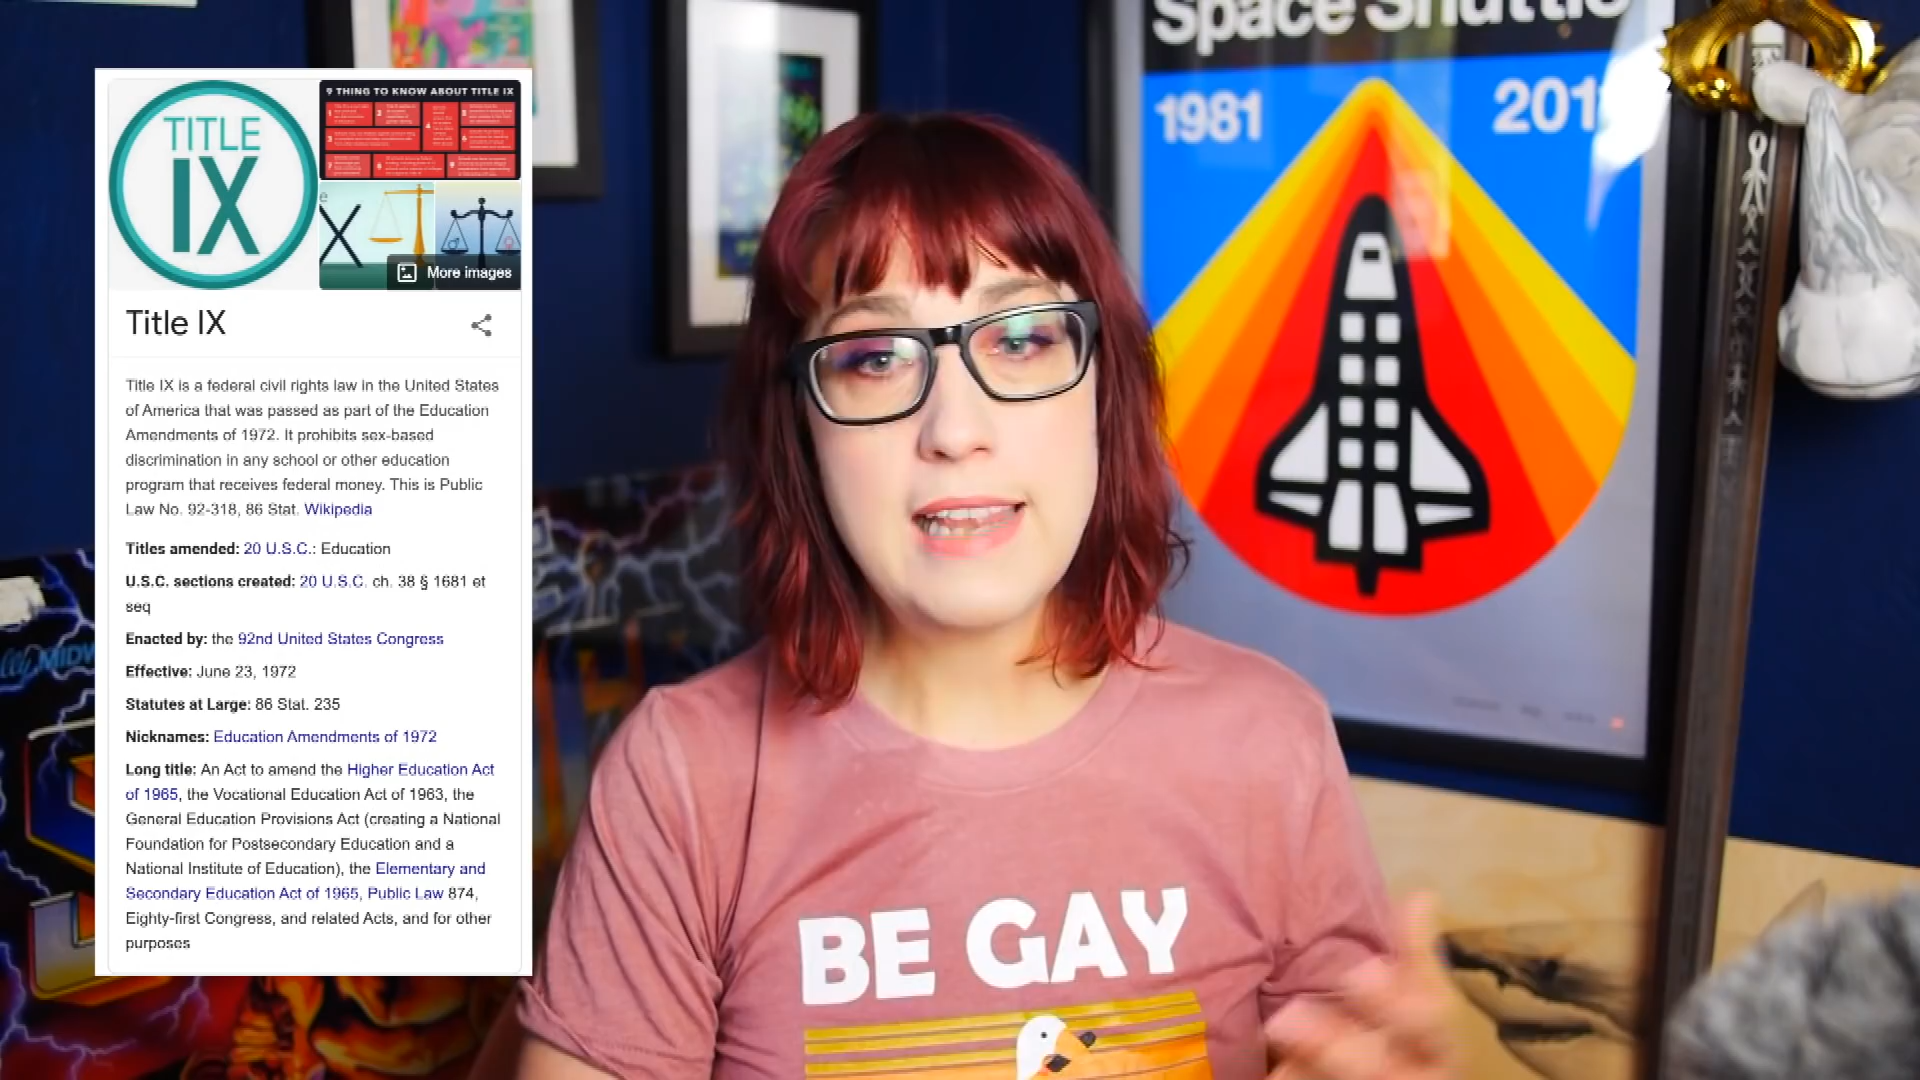 TITLE
IX
9 THING TO KNOW ABOUT TITLE IX
X
More images
Title IX
Title IX is a federal civil rights law in the United States
of America that was passed as part of the Education
Amendments of 1972. It prohibits sex-based
discrimination in any school or other education
program that receives federal money. This is Public
Law No. 92-318, 86 Stat. Wikipedia
Titles amended: 20 U.S.C.: Education
U.S.C. sections created: 20 U.S.C. ch. 38 § 1681 et
seq
Enacted by: the 92nd United States Congress
Effective: June 23, 1972
Statutes at Large: 86 Stat. 235
Nicknames: Education Amendments of 1972
Long title: An Act to amend the Higher Education Act
of 1965, the Vocational Education Act of 1963, the
General Education Provisions Act (creating a National
Foundation for Postsecondary Education and a
National Institute of Education), the Elementary and
Secondary Education Act of 1965, Public Law 874,
Eighty-first Congress, and related Acts, and for other
purposes
Space Shuttle
1981 201
BE GAY